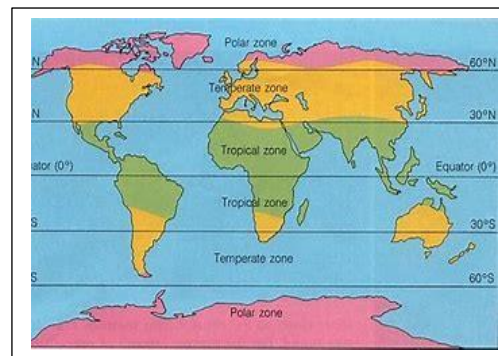 Polar zone
N
60°N
Temperate zone
N
30°N
Tropical zone
uator (0°)
Equator (0°)
Tropical zone
S
30°S
Temperate zone
S
60°S
Polar zone